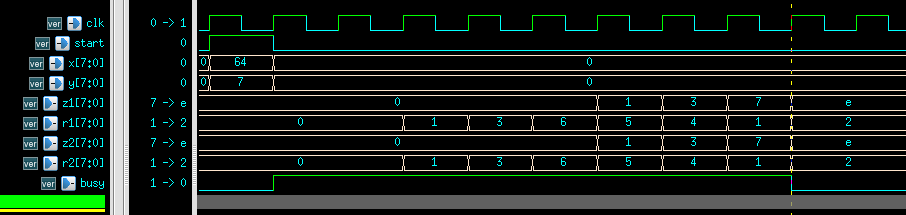 ver clk 0 -> 1
ver start 0
ver x[7:0] 0 0 64 0
ver y[7:0] 0 0 7 0
ver z1[7:0] 7 -> e 0 1 3 7 e
ver r1[7:0] 1 -> 2 0 1 3 6 5 4 1 2
ver z2[7:0] 7 -> e 0 1 3 7 e
ver r2[7:0] 1 -> 2 0 1 3 6 5 4 1 2
ver busy 1 -> 0